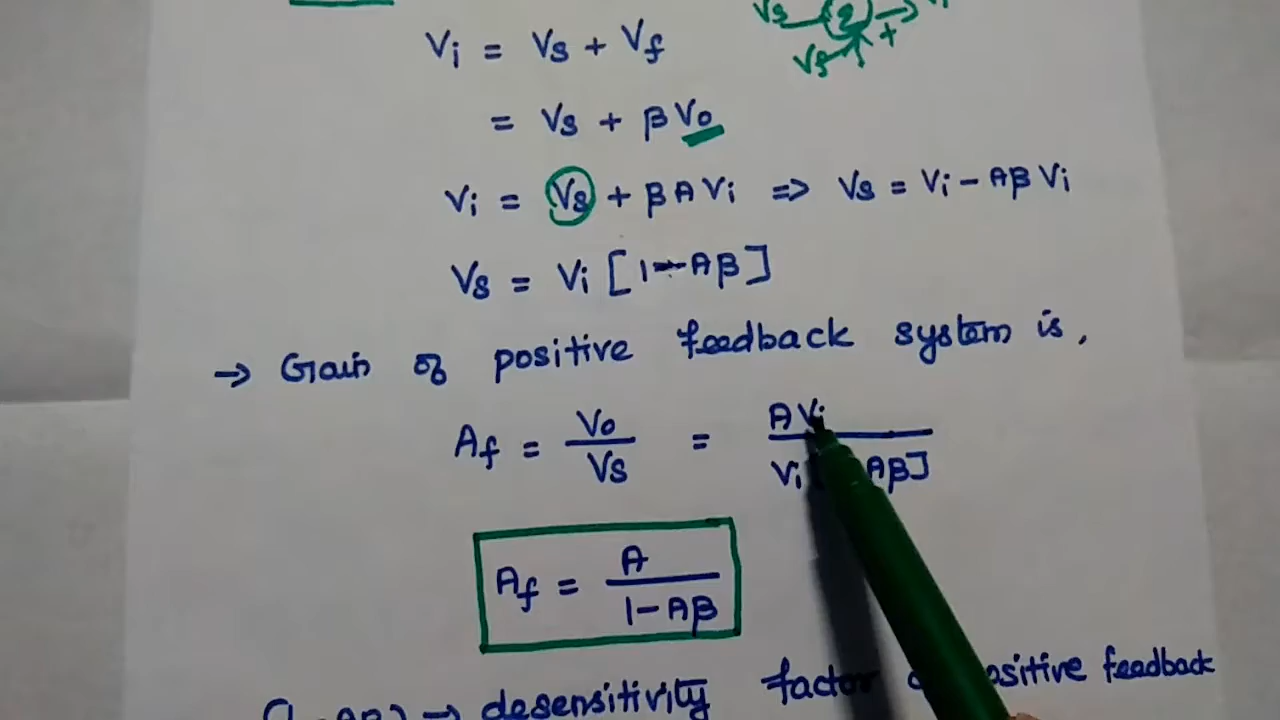 Vi = Vs + Vf
= Vs + βVo
Vi = Vs + βAVi => Vs = Vi - AβVi
Vs = Vi [1-Aβ]
→ Gain of positive feedback system is,
Af = Vo/Vs = AVi/Vi Aβ]
Af = A/1-Aβ
→ desensitivity factor positive feedback